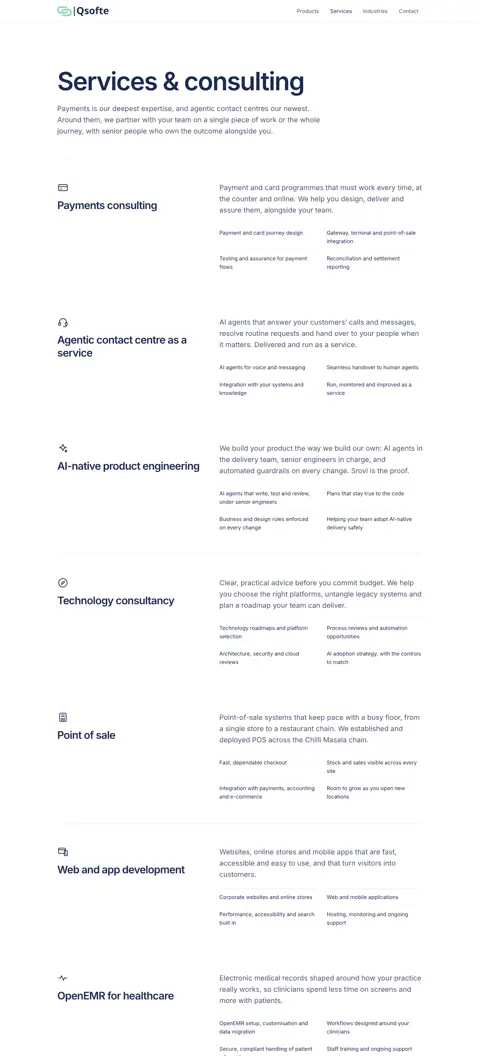 Qsofte
Products
Services
Industries
Contact
Services & consulting
Payments is our deepest expertise, and agentic contact centres our newest.
Around them, we partner with your team on a single piece of work or the whole
journey, with senior people who own the outcome alongside you.
Payments consulting
Payment and card programmes that must work every time, at
the counter and online. We help you design, deliver and
assure them, alongside your team.
Payment and card journey design
Gateway, terminal and point-of-sale
integration
Testing and assurance for payment
flows
Reconciliation and settlement
reporting
Agentic contact centre as a
service
AI agents that answer your customers' calls and messages,
resolve routine requests and hand over to your people when
it matters. Delivered and run as a service.
AI agents for voice and messaging
Seamless handover to human agents
Integration with your systems and
knowledge
Run, monitored and improved as a
service
AI-native product engineering
We build your product the way we build our own: AI agents in
the delivery team, senior engineers in charge, and
automated guardrails on every change. Srovi is the proof.
AI agents that write, test and review,
under senior engineers
Plans that stay true to the code
Business and design rules enforced
on every change
Helping your team adopt AI-native
delivery safely
Technology consultancy
Clear, practical advice before you commit budget. We help
you choose the right platforms, untangle legacy systems and
plan a roadmap your team can deliver.
Technology roadmaps and platform
selection
Process reviews and automation
opportunities
Architecture, security and cloud
reviews
AI adoption strategy, with the controls
to match
Point of sale
Point-of-sale systems that keep pace with a busy floor, from
a single store to a restaurant chain. We established and
deployed POS across the Chilli Masala chain.
Fast, dependable checkout
Stock and sales visible across every
site
Integration with payments, accounting
and e-commerce
Room to grow as you open new
locations
Web and app development
Websites, online stores and mobile apps that are fast,
accessible and easy to use, and that turn visitors into
customers.
Corporate websites and online stores
Web and mobile applications
Performance, accessibility and search
built in
Hosting, monitoring and ongoing
support
OpenEMR for healthcare
Electronic medical records shaped around how your practice
really works, so clinicians spend less time on screens and
more with patients.
OpenEMR setup, customisation and
data migration
Workflows designed around your
clinicians
Secure, compliant handling of patient
Staff training and ongoing support